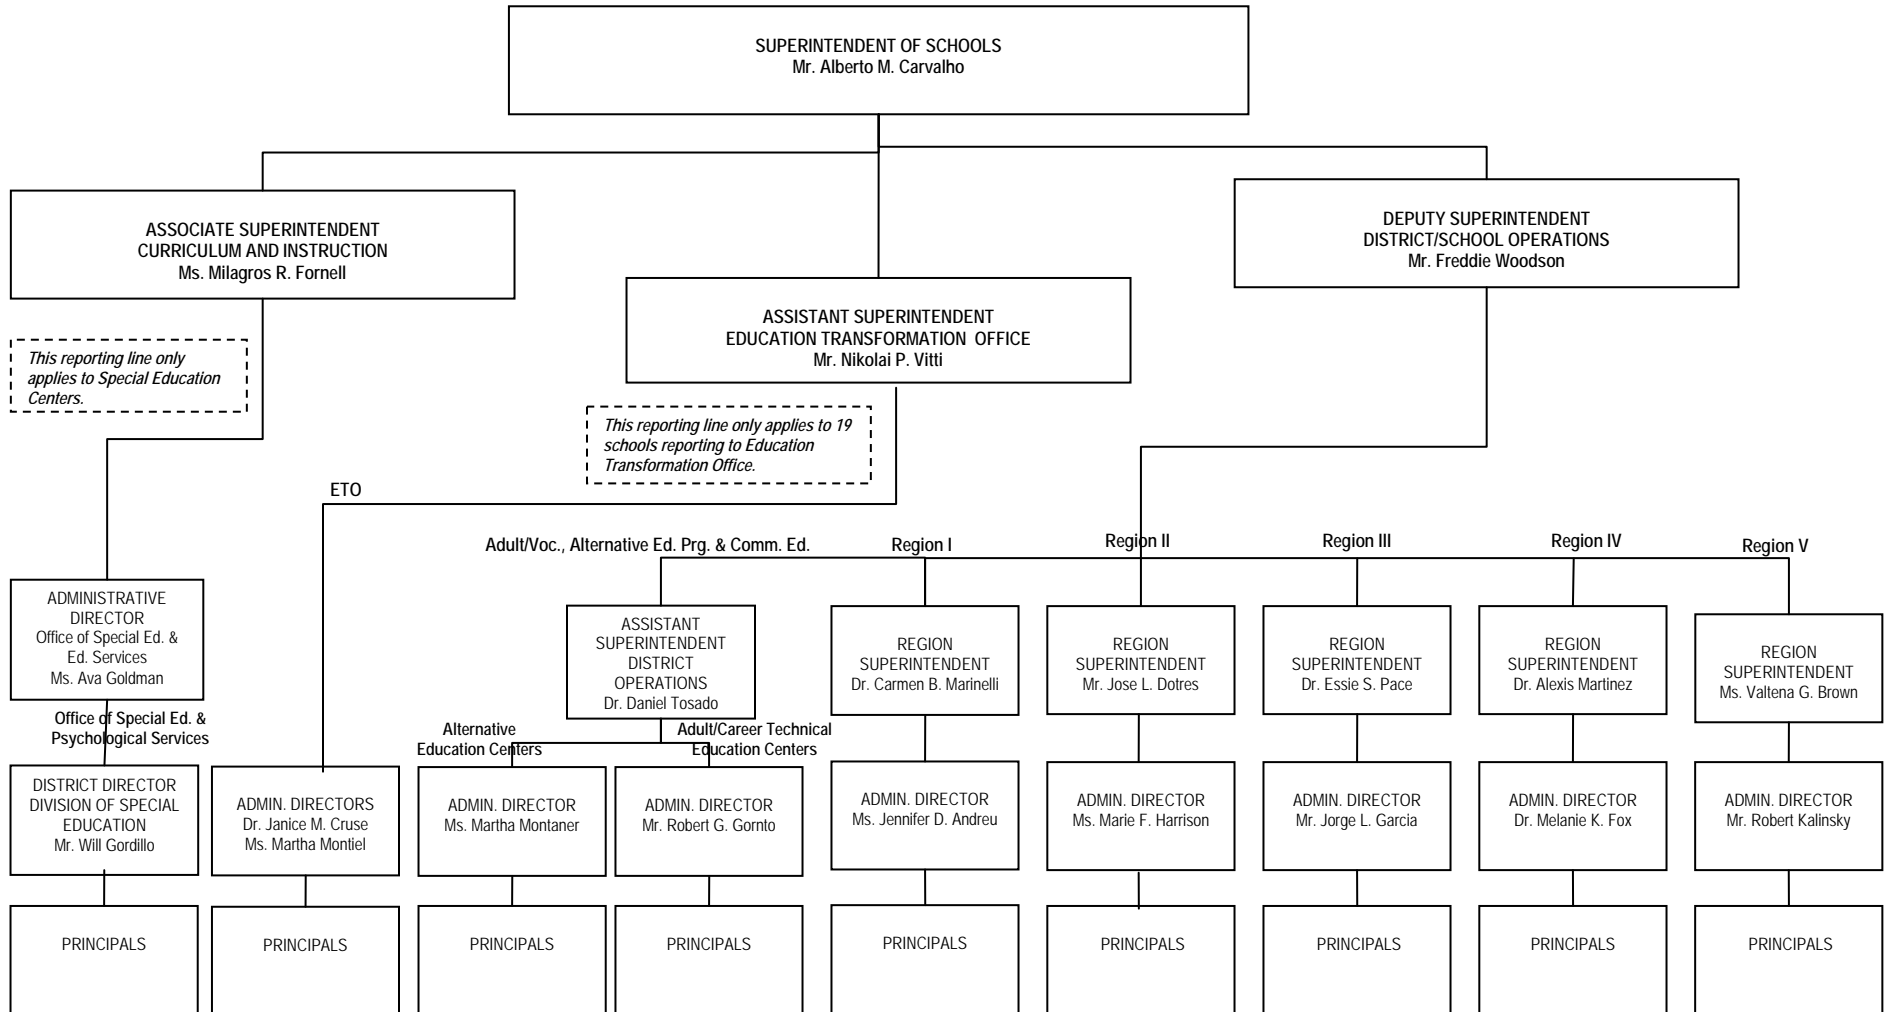 SUPERINTENDENT OF SCHOOLS
Mr. Alberto M. Carvalho
ASSOCIATE SUPERINTENDENT
CURRICULUM AND INSTRUCTION
Ms. Milagros R. Fornell
DEPUTY SUPERINTENDENT
DISTRICT/SCHOOL OPERATIONS
Mr. Freddie Woodson
ASSISTANT SUPERINTENDENT
EDUCATION TRANSFORMATION OFFICE
Mr. Nikolai P. Vitti
This reporting line only
applies to Special Education
Centers.
This reporting line only applies to 19
schools reporting to Education
Transformation Office.
ETO
Adult/Voc., Alternative Ed. Prg. & Comm. Ed.
Region I
Region II
Region III
Region IV
Region V
ADMINISTRATIVE
DIRECTOR
Office of Special Ed. &
Ed. Services
Ms. Ava Goldman
ASSISTANT
SUPERINTENDENT
DISTRICT
OPERATIONS
Dr. Daniel Tosado
REGION
SUPERINTENDENT
Dr. Carmen B. Marinelli
REGION
SUPERINTENDENT
Mr. Jose L. Dotres
REGION
SUPERINTENDENT
Dr. Essie S. Pace
REGION
SUPERINTENDENT
Dr. Alexis Martinez
REGION
SUPERINTENDENT
Ms. Valtena G. Brown
Office of Special Ed. &
Psychological Services
Alternative
Education Centers
Adult/Career Technical
Education Centers
DISTRICT DIRECTOR
DIVISION OF SPECIAL
EDUCATION
Mr. Will Gordillo
ADMIN. DIRECTORS
Dr. Janice M. Cruse
Ms. Martha Montiel
ADMIN. DIRECTOR
Ms. Martha Montaner
ADMIN. DIRECTOR
Mr. Robert G. Gornto
ADMIN. DIRECTOR
Ms. Jennifer D. Andreu
ADMIN. DIRECTOR
Ms. Marie F. Harrison
ADMIN. DIRECTOR
Mr. Jorge L. Garcia
ADMIN. DIRECTOR
Dr. Melanie K. Fox
ADMIN. DIRECTOR
Mr. Robert Kalinsky
PRINCIPALS
PRINCIPALS
PRINCIPALS
PRINCIPALS
PRINCIPALS
PRINCIPALS
PRINCIPALS
PRINCIPALS
PRINCIPALS